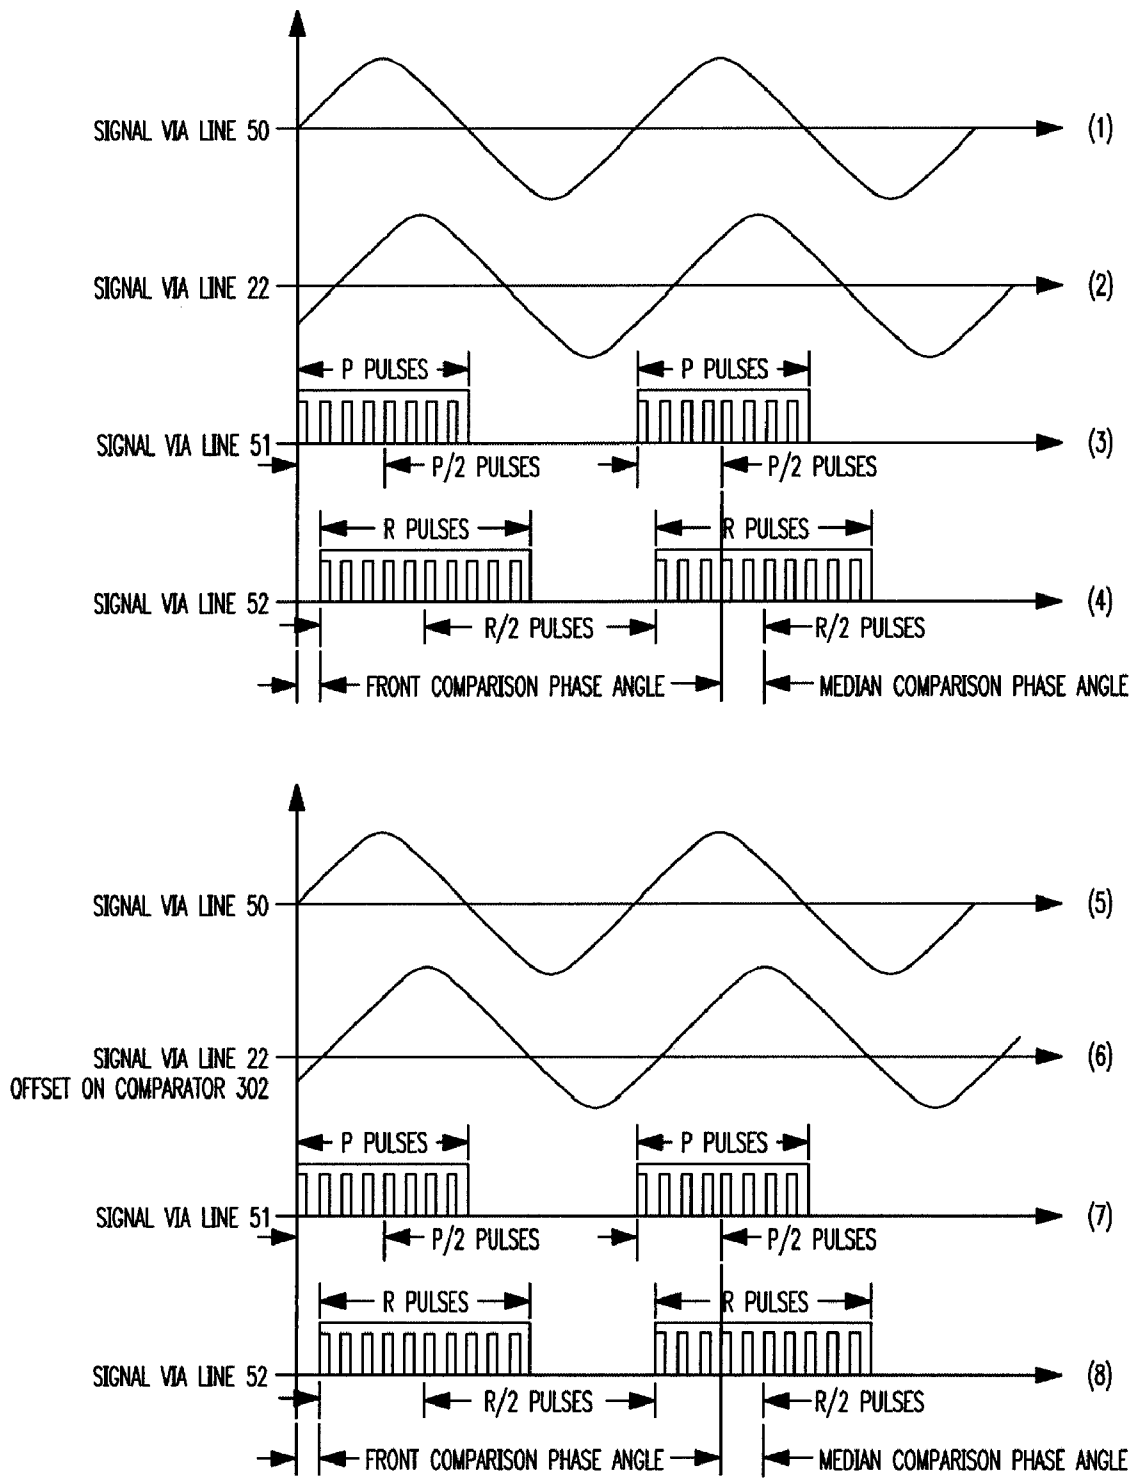 SIGNAL VIA LINE 50 (1)
SIGNAL VIA LINE 22 (2)
P PULSES P PULSES
SIGNAL VIA LINE 51 (3)
P/2 PULSES P/2 PULSES
R PULSES R PULSES
SIGNAL VIA LINE 52 (4)
R/2 PULSES R/2 PULSES
FRONT COMPARISON PHASE ANGLE MEDIAN COMPARISON PHASE ANGLE
SIGNAL VIA LINE 50 (5)
SIGNAL VIA LINE 22 (6)
OFFSET ON COMPARATOR 302
P PULSES P PULSES
SIGNAL VIA LINE 51 (7)
P/2 PULSES P/2 PULSES
R PULSES R PULSES
SIGNAL VIA LINE 52 (8)
R/2 PULSES R/2 PULSES
FRONT COMPARISON PHASE ANGLE MEDIAN COMPARISON PHASE ANGLE